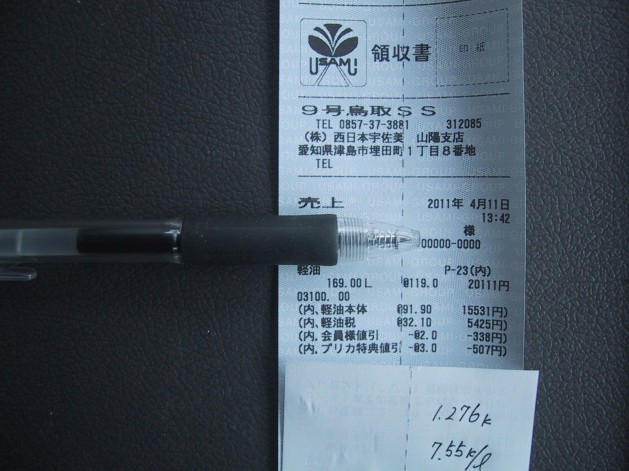 USAMI
領収書
印紙
9号鳥取SS
TEL 0857-37-3881 312085
(株) 西日本宇佐美 山陽支店
愛知県津島市埋田町1丁目8番地
TEL
売上 2011年 4月11日
13:42
様
00000-0000
軽油 P-23(内)
169.00L @119.0 20111円
03100. 00
(内、軽油本体 @91.90 15531円)
(内、軽油税 @32.10 5425円)
(内、会員様値引 -@2.0 -338円)
(内、プリカ特典値引 -@3.0 -507円)
1.276k
7.55k/l